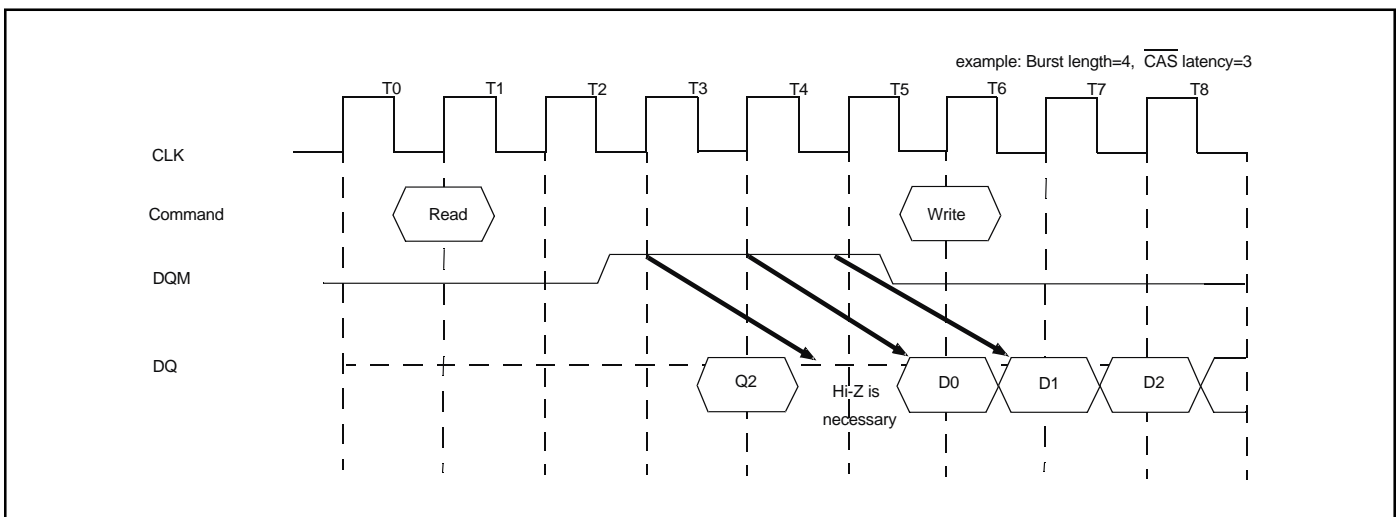 example: Burst length=4, CAS latency=3
T0 T1 T2 T3 T4 T5 T6 T7 T8
CLK
Command Read Write
DQM
DQ Q2 D0 D1 D2
Hi-Z is
necessary